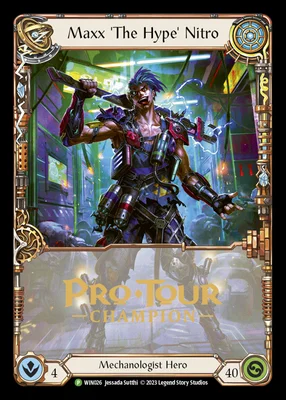 Maxx 'The Hype' Nitro
PRO·TOUR
CHAMPION
4 Mechanologist Hero 40
P WIN026 Jessada Sutthi © 2023 Legend Story Studios